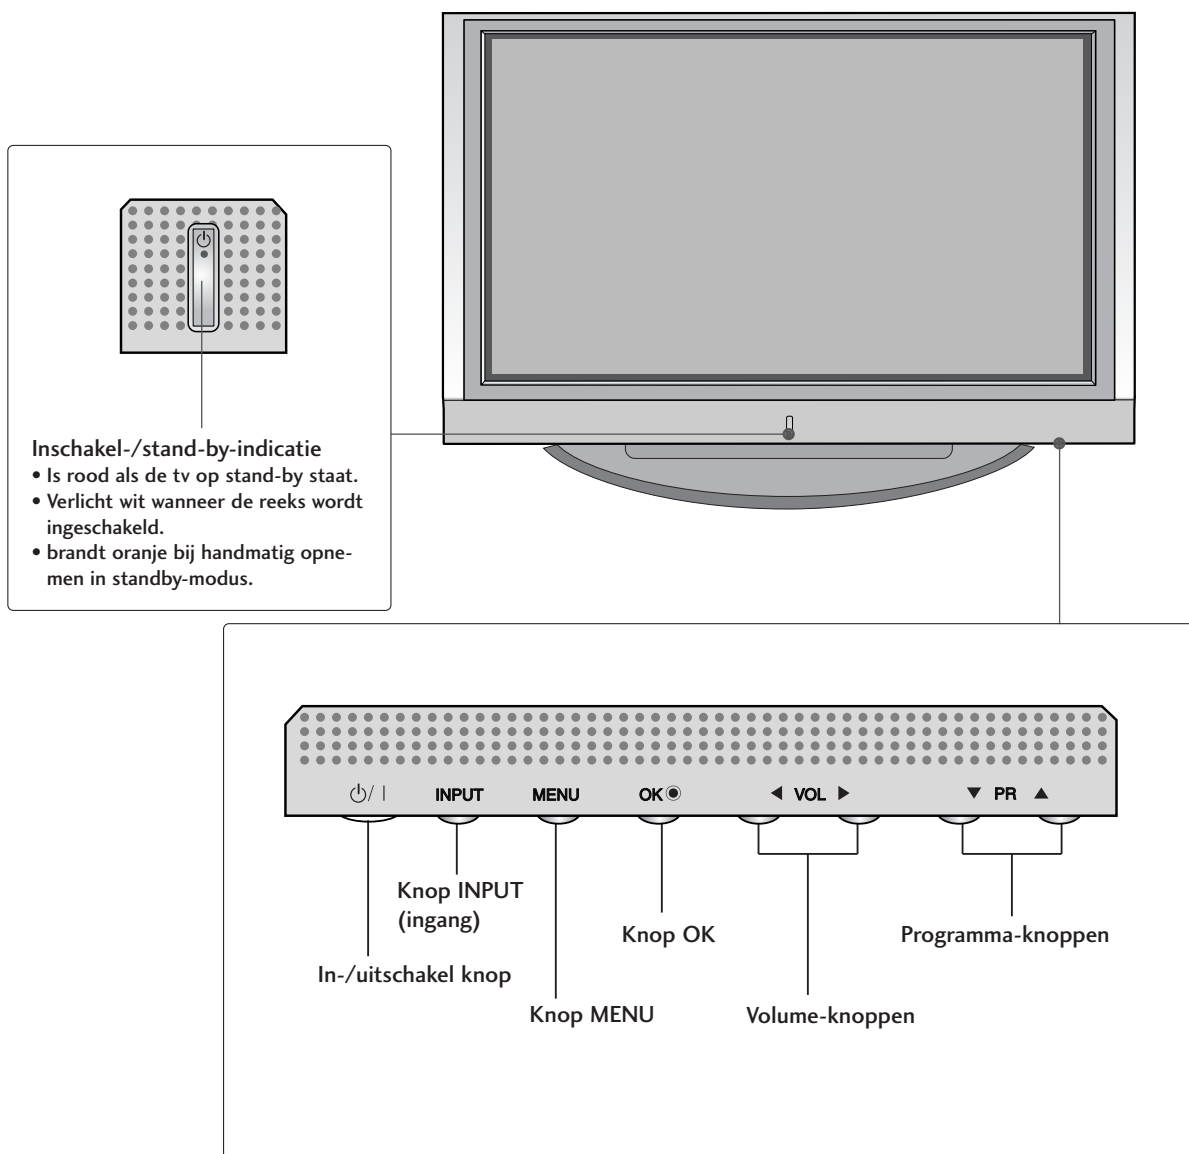 Inschakel-/stand-by-indicatie
• Is rood als de tv op stand-by staat.
• Verlicht wit wanneer de reeks wordt
ingeschakeld.
• brandt oranje bij handmatig opne-
men in standby-modus.
⏻/ I INPUT MENU OK◉ ◀ VOL ▶ ▼ PR ▲
Knop INPUT
(ingang)
Knop OK
Programma-knoppen
In-/uitschakel knop
Knop MENU
Volume-knoppen